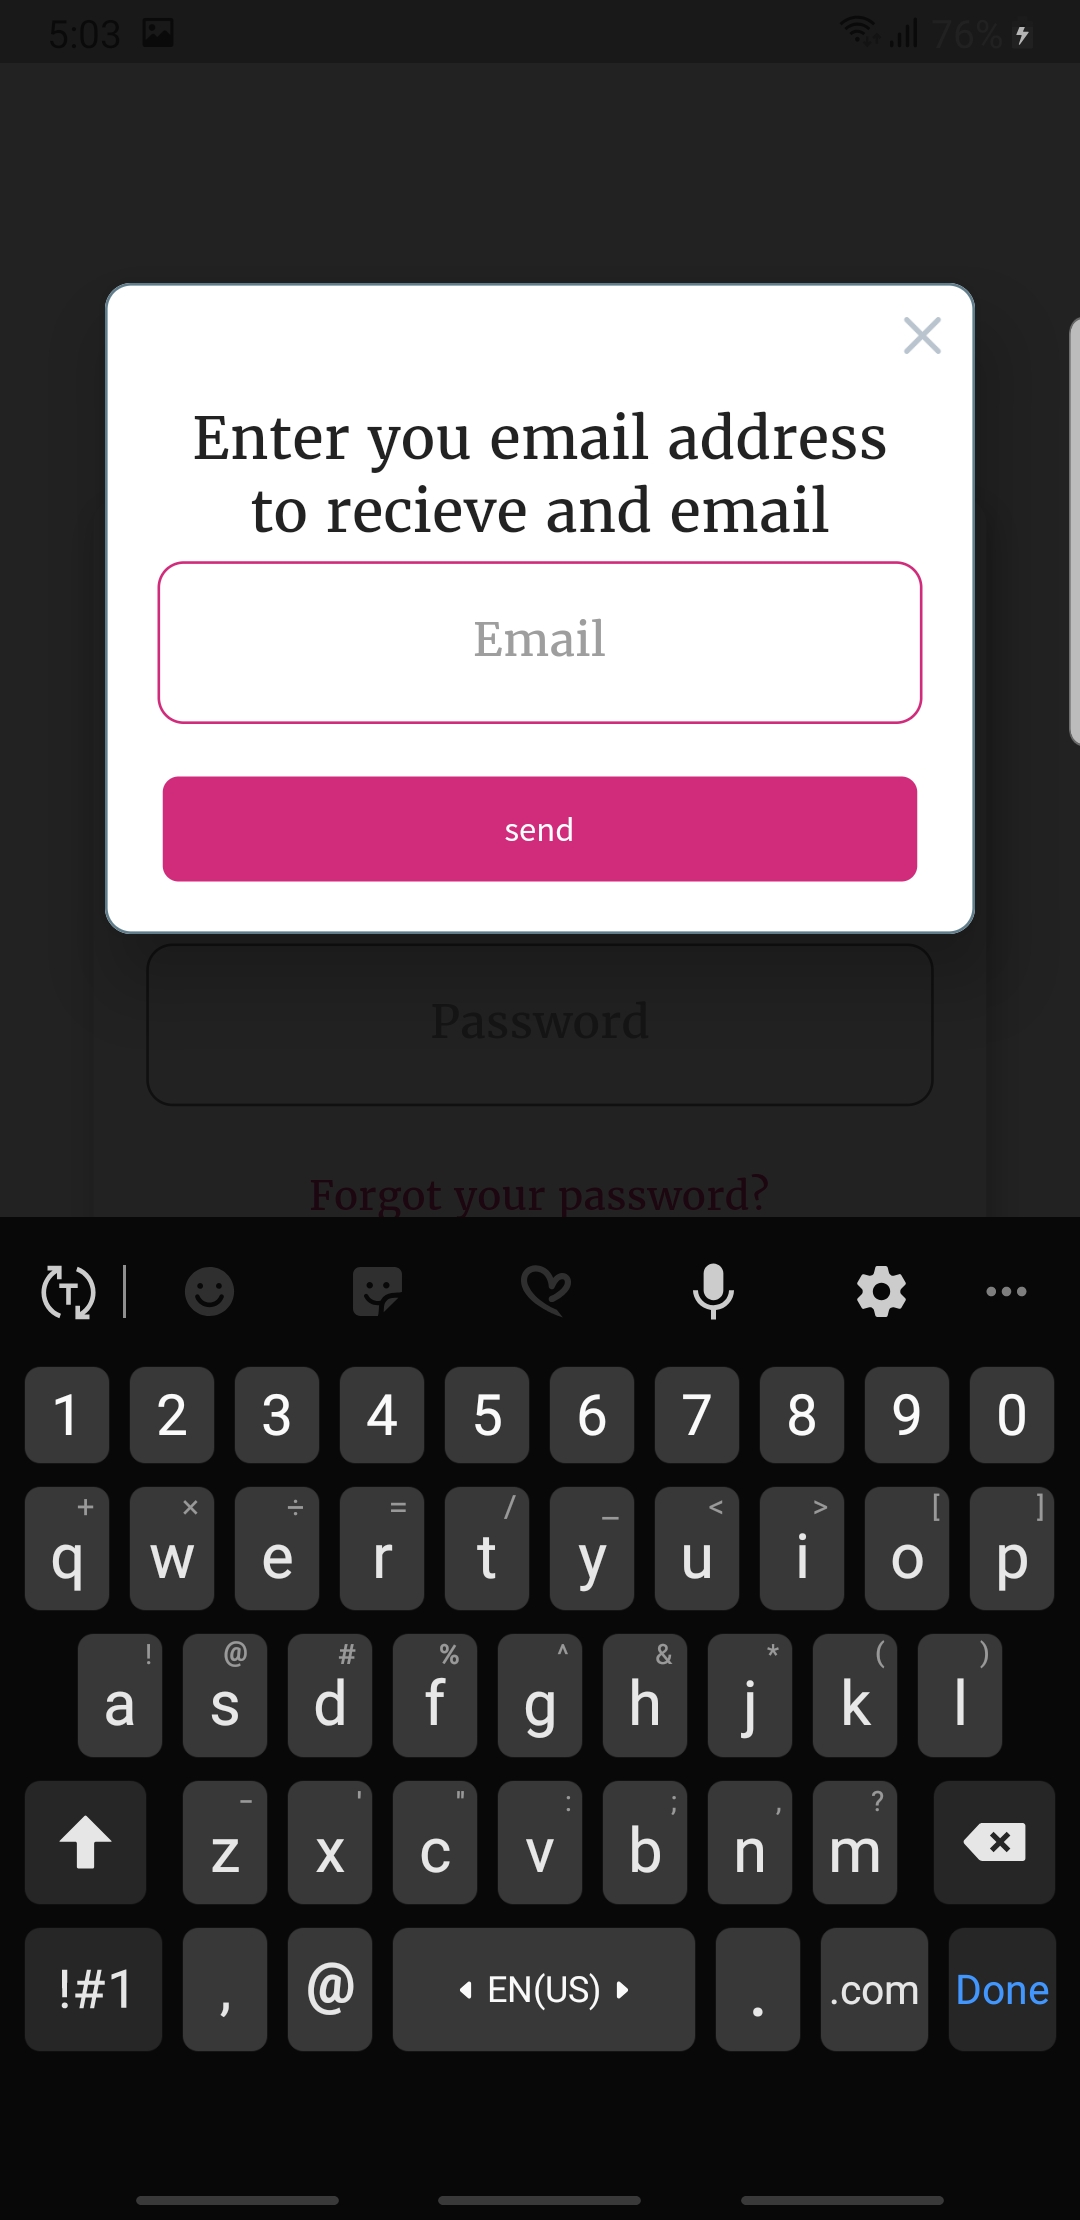 5:03 76%
Enter you email address
to recieve and email
Email
send
Password
Forgot your password?
T
1 2 3 4 5 6 7 8 9 0
+ × ÷ = / _ < > [ ]
q w e r t y u i o p
! @ # % ^ & * ( )
a s d f g h j k l
- ' " : ; , ?
z x c v b n m
!#1 , @ EN(US) . .com Done